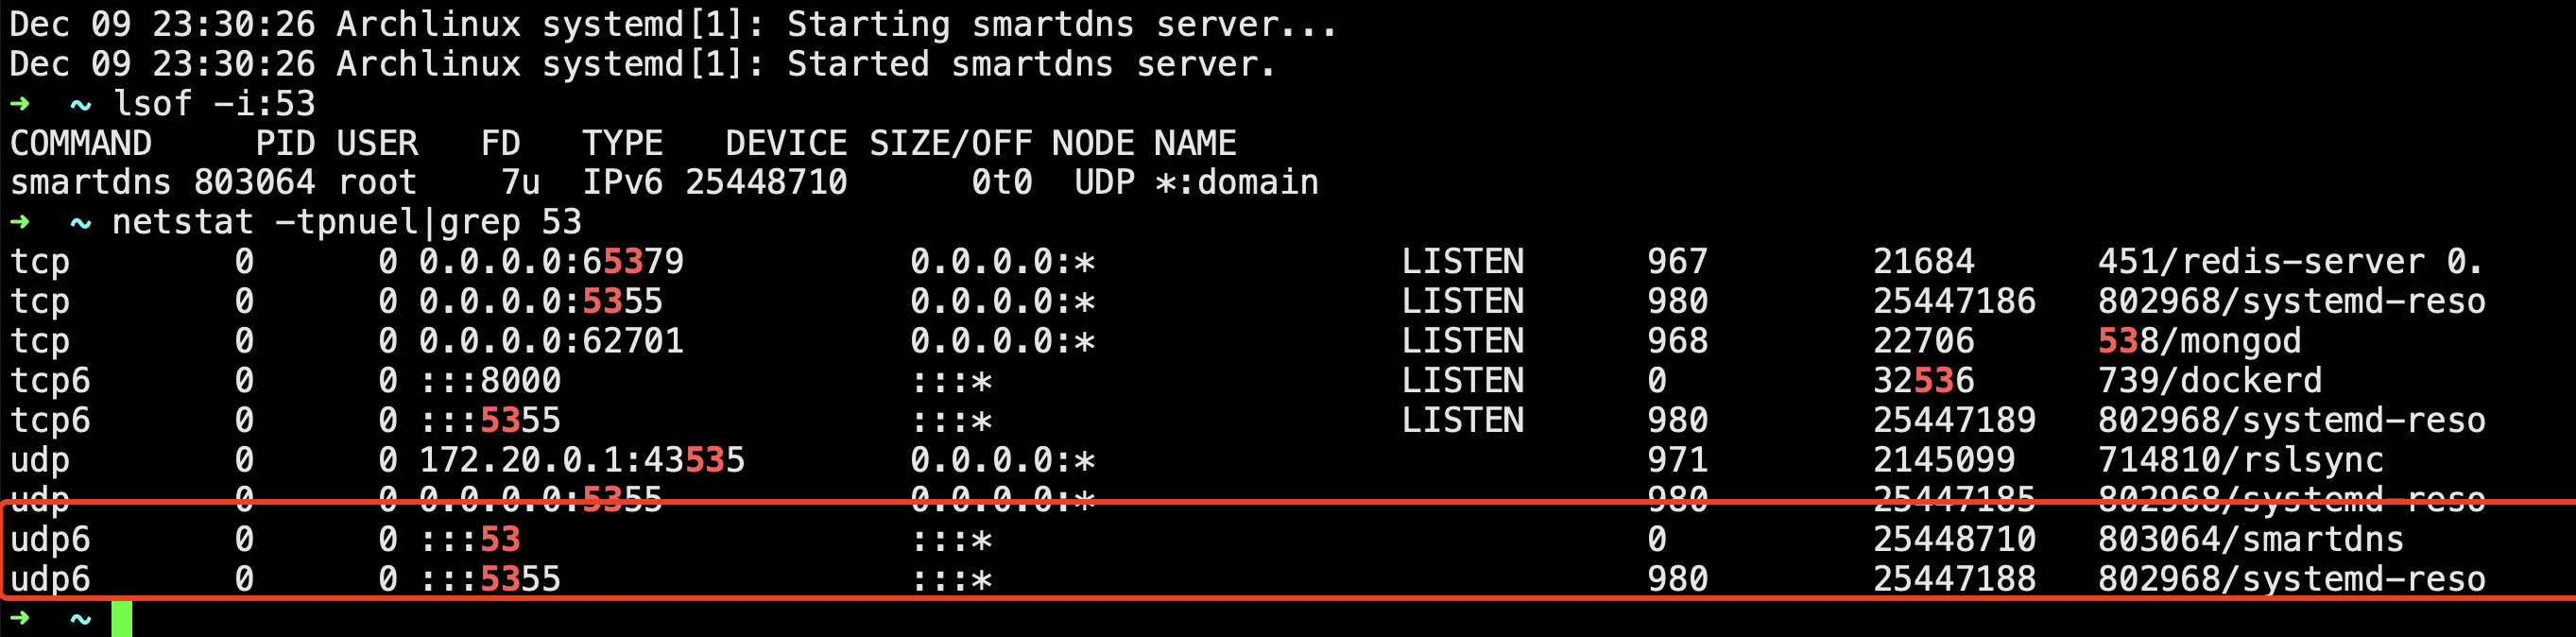 Dec 09 23:30:26 Archlinux systemd[1]: Starting smartdns server...
Dec 09 23:30:26 Archlinux systemd[1]: Started smartdns server.
➜  ~ lsof -i:53
COMMAND     PID USER   FD   TYPE   DEVICE SIZE/OFF NODE NAME
smartdns 803064 root    7u  IPv6 25448710      0t0  UDP *:domain
➜  ~ netstat -tpnuel|grep 53
tcp        0      0 0.0.0.0:65379           0.0.0.0:*               LISTEN      967        21684      451/redis-server 0.
tcp        0      0 0.0.0.0:5355            0.0.0.0:*               LISTEN      980        25447186   802968/systemd-reso
tcp        0      0 0.0.0.0:62701           0.0.0.0:*               LISTEN      968        22706      538/mongod
tcp6       0      0 :::8000                 :::*                    LISTEN      0          32536      739/dockerd
tcp6       0      0 :::5355                 :::*                    LISTEN      980        25447189   802968/systemd-reso
udp        0      0 172.20.0.1:43535        0.0.0.0:*                           971        2145099    714810/rslsync
udp        0      0 0.0.0.0:5355            0.0.0.0:*                           980        25447185   802968/systemd-reso
udp6       0      0 :::53                   :::*                                0          25448710   803064/smartdns
udp6       0      0 :::5355                 :::*                                980        25447188   802968/systemd-reso
➜  ~